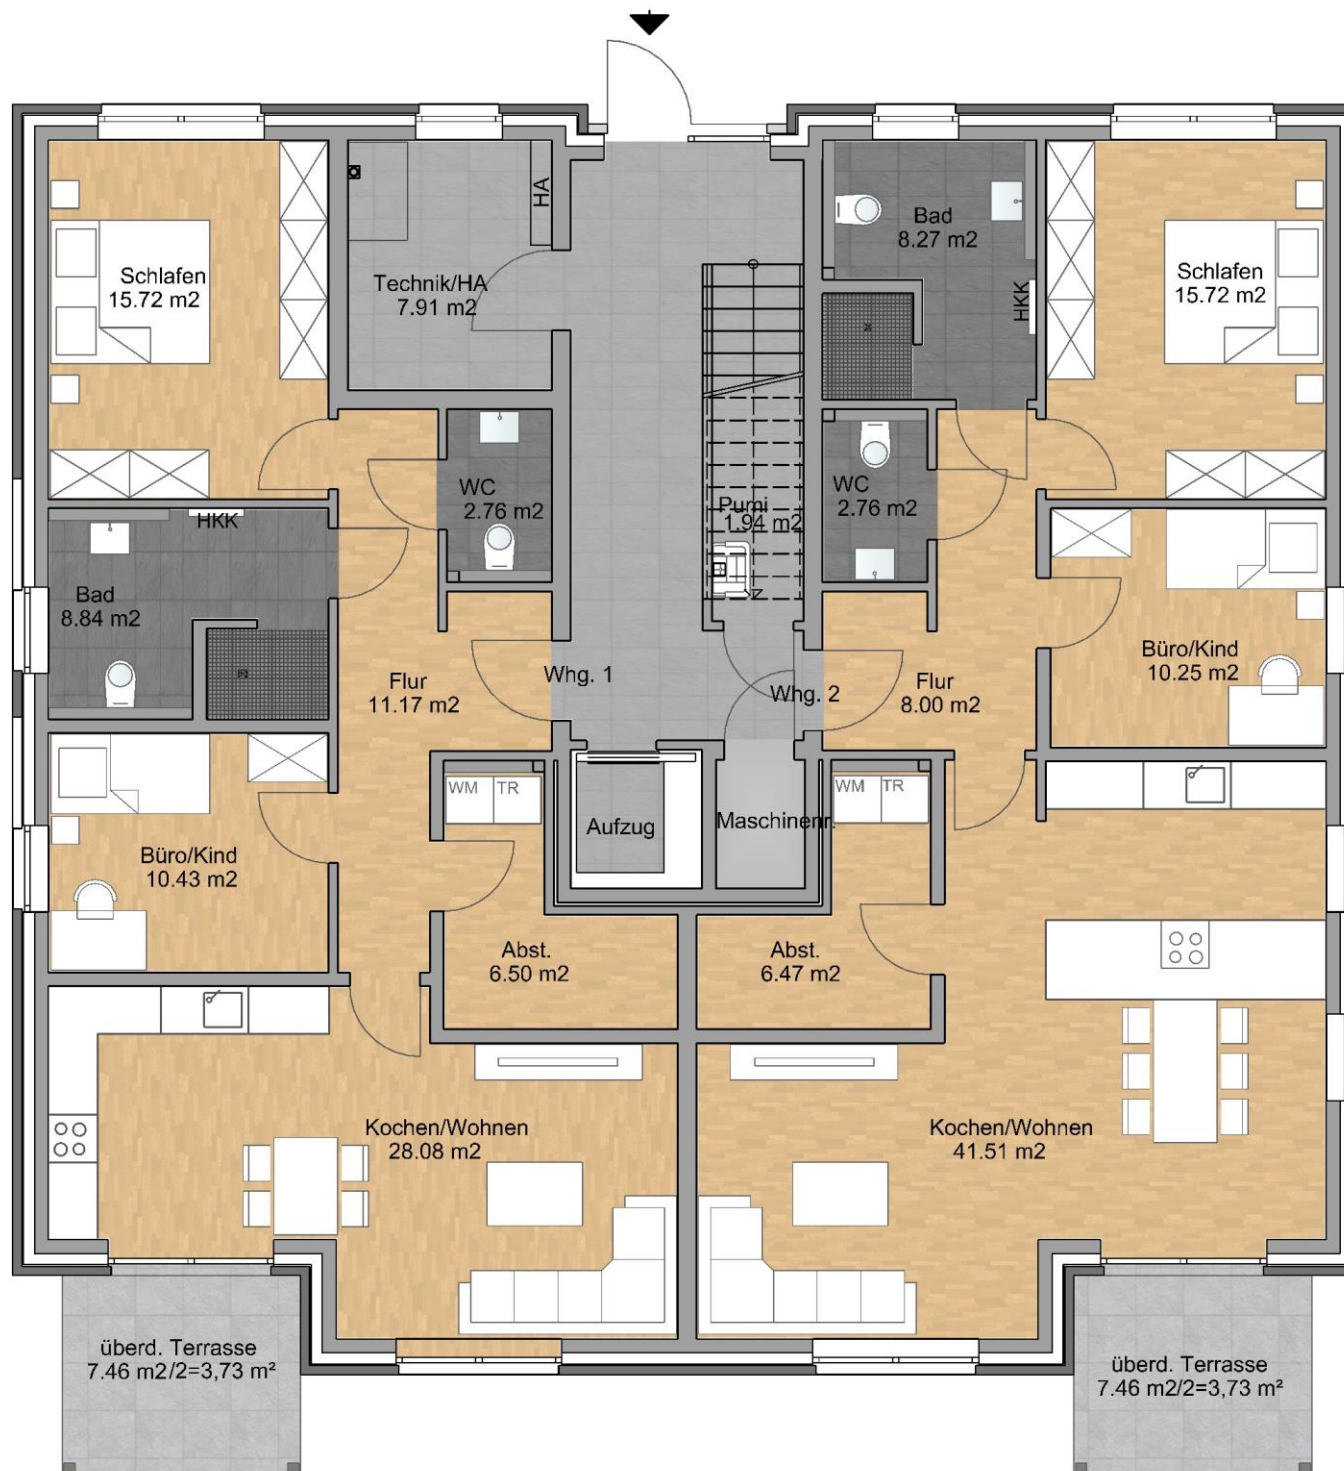 HA
Bad
8.27 m2
Schlafen
15.72 m2
Technik/HA
7.91 m2
Schlafen
15.72 m2
HKK
WC
2.76 m2
Pumi
1.94 m2
WC
2.76 m2
HKK
Bad
8.84 m2
Büro/Kind
10.25 m2
Flur
11.17 m2
Whg. 1
Whg. 2
Flur
8.00 m2
WM
TR
WM
TR
Aufzug
Maschinenr.
Büro/Kind
10.43 m2
Abst.
6.50 m2
Abst.
6.47 m2
Kochen/Wohnen
28.08 m2
Kochen/Wohnen
41.51 m2
überd. Terrasse
7.46 m2/2=3,73 m²
überd. Terrasse
7.46 m2/2=3,73 m²